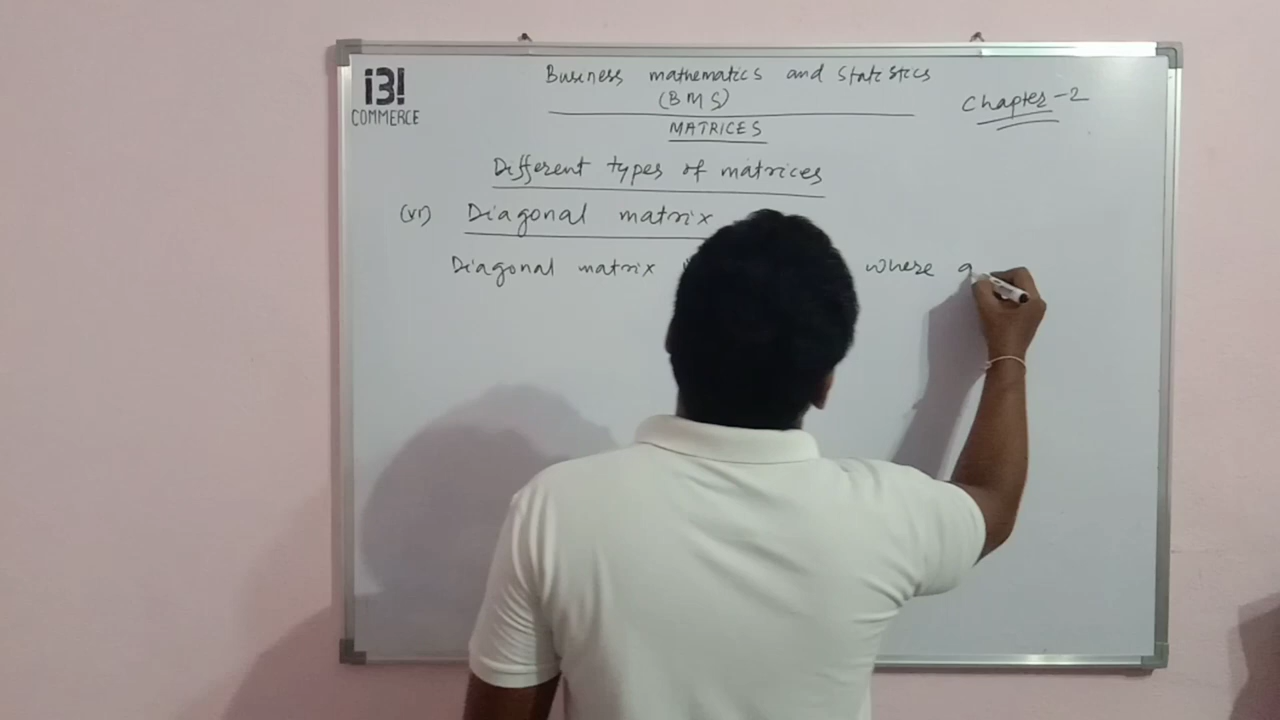 i3!
COMMERCE
Business mathematics and statistics
(BMS)
Chapter-2
MATRICES
Different types of matrices
(vi) Diagonal matrix
Diagonal matrix where